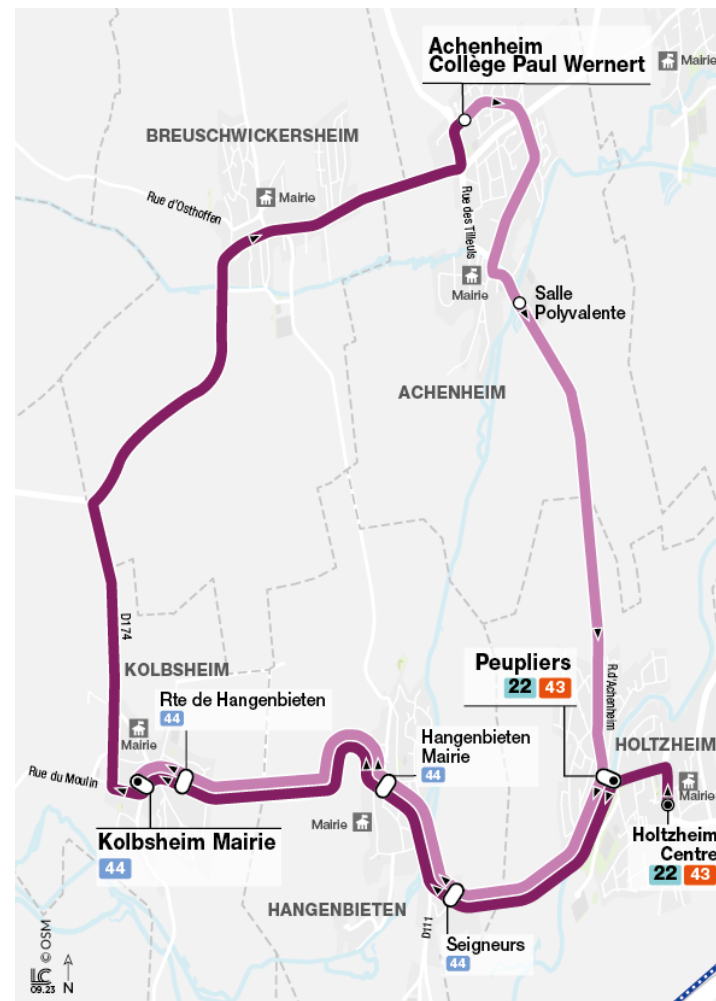 Achenheim
Collège Paul Wernert
Mairie
BREUSCHWICKERSHEIM
Mairie
Rue d'Osthoffen
Rue des Tilleuls
Mairie
Salle
Polyvalente
ACHENHEIM
D174
KOLBSHEIM
Rte de Hangenbieten
44
Mairie
Rue du Moulin
Kolbsheim Mairie
44
Peupliers
22 43
R.d'Achenheim
HOLTZHEIM
Mairie
Holtzheim
Centre
22 43
Hangenbieten
Mairie
44
Mairie
HANGENBIETEN
D111
Seigneurs
44
© OSM
LC
09.23
N